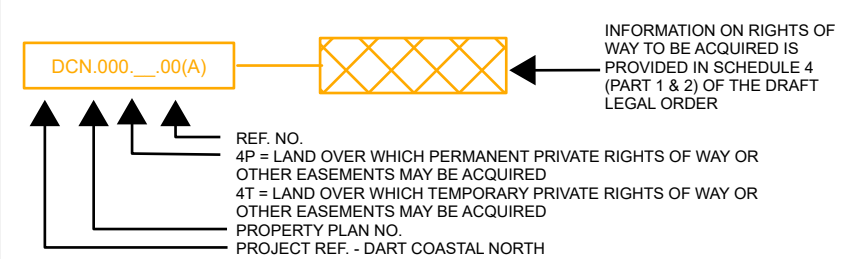 INFORMATION ON RIGHTS OF
WAY TO BE ACQUIRED IS
PROVIDED IN SCHEDULE 4
(PART 1 & 2) OF THE DRAFT
LEGAL ORDER
DCN.000.__.00(A)
REF. NO.
4P = LAND OVER WHICH PERMANENT PRIVATE RIGHTS OF WAY OR
OTHER EASEMENTS MAY BE ACQUIRED
4T = LAND OVER WHICH TEMPORARY PRIVATE RIGHTS OF WAY OR
OTHER EASEMENTS MAY BE ACQUIRED
PROPERTY PLAN NO.
PROJECT REF. - DART COASTAL NORTH